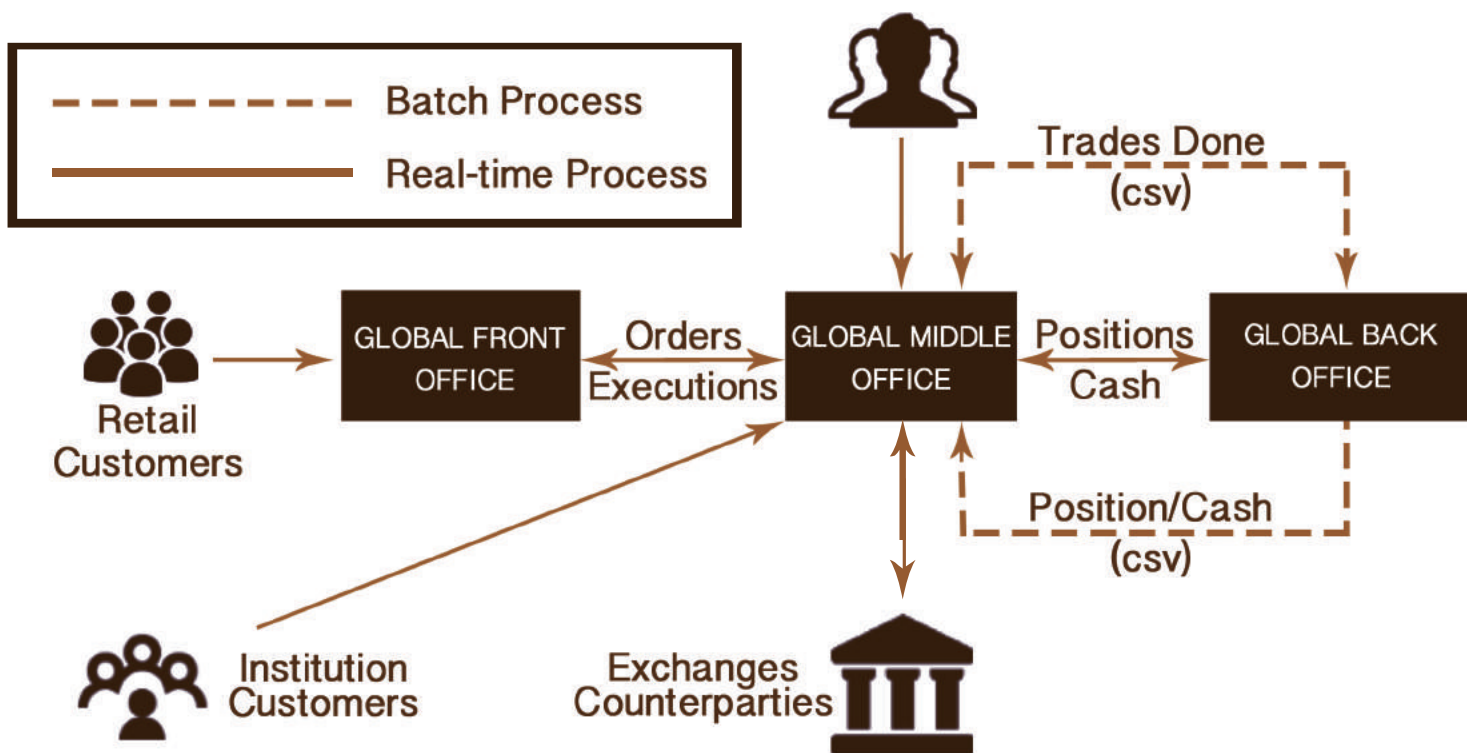 Batch Process
Real-time Process
Trades Done
(csv)
GLOBAL FRONT
OFFICE
Orders
Executions
GLOBAL MIDDLE
OFFICE
Positions
Cash
GLOBAL BACK
OFFICE
Retail
Customers
Position/Cash
(csv)
Institution
Customers
Exchanges
Counterparties